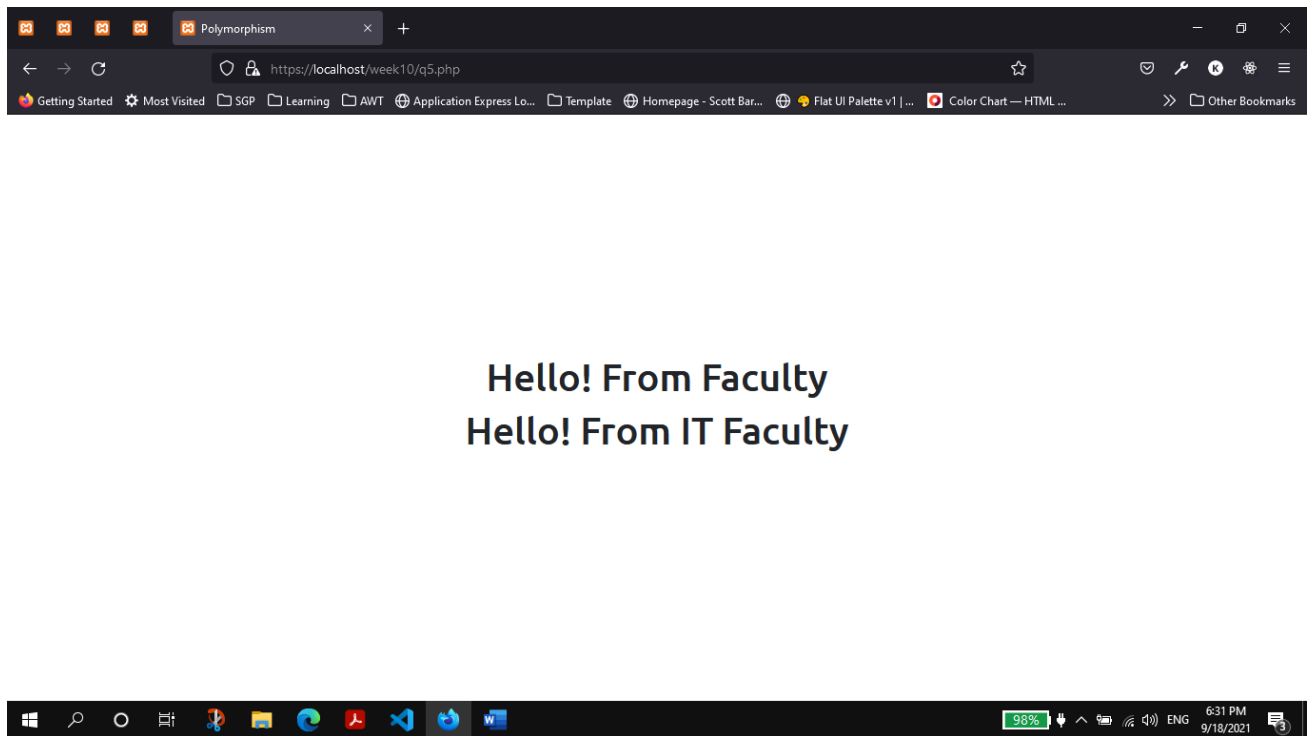 Polymorphism
https://localhost/week10/q5.php
K
Getting Started Most Visited SGP Learning AWT Application Express Lo... Template Homepage - Scott Bar... Flat UI Palette v1 | ... Color Chart — HTML ... Other Bookmarks
Hello! From Faculty
Hello! From IT Faculty
98% ENG 6:31 PM
9/18/2021 3